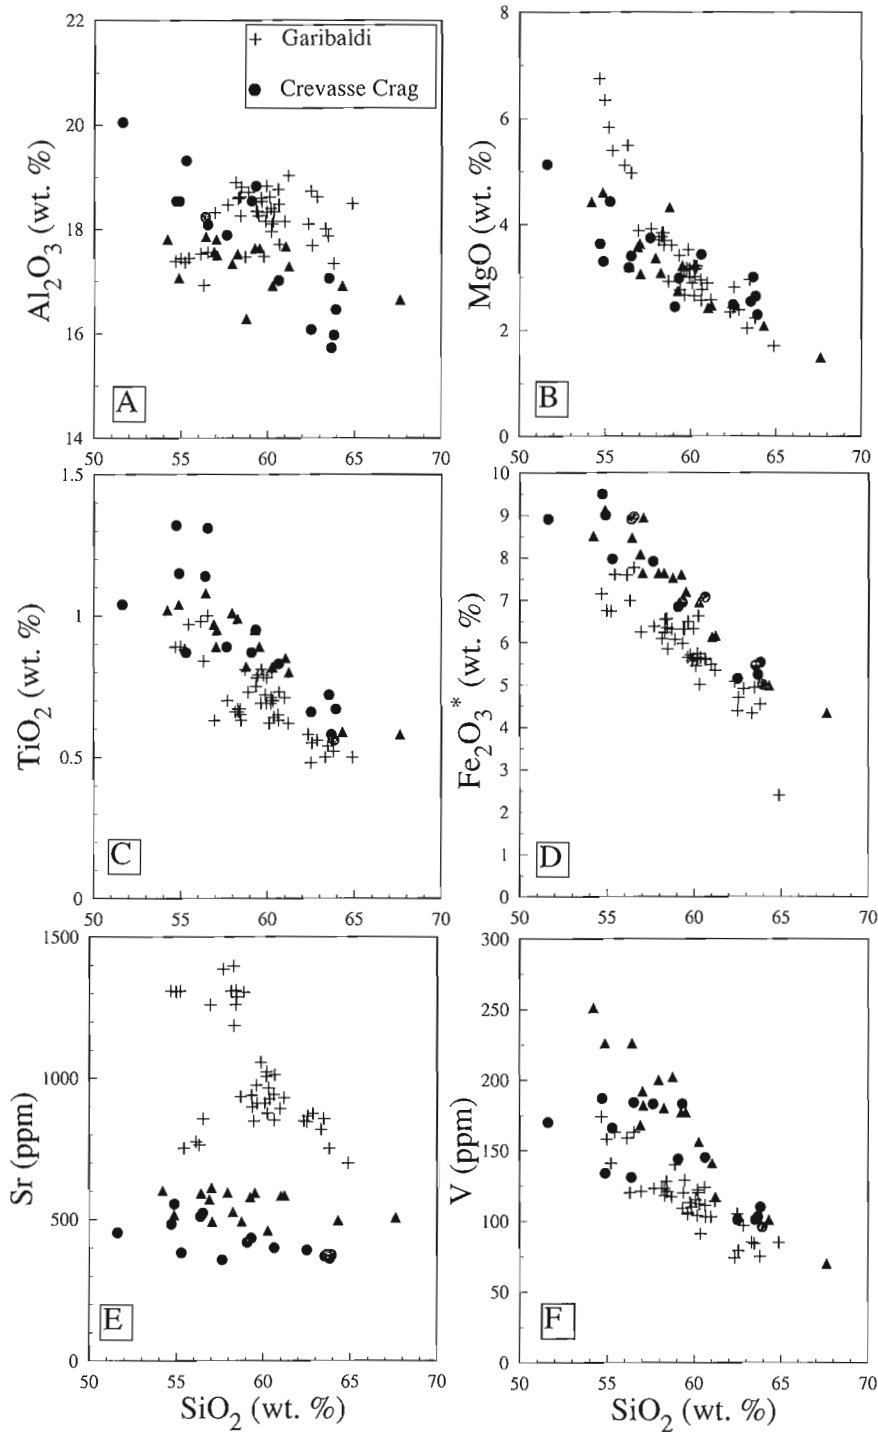 22
20
18
16
14
Al2O3 (wt. %)
+ Garibaldi
● Crevasse Crag
A
50 55 60 65 70
8
6
4
2
0
MgO (wt. %)
B
50 55 60 65 70
1.5
1
0.5
0
TiO2 (wt. %)
C
50 55 60 65 70
10
9
8
7
6
5
4
3
2
1
0
Fe2O3* (wt. %)
D
50 55 60 65 70
1500
1000
500
0
Sr (ppm)
E
50 55 60 65 70
SiO2 (wt. %)
300
250
200
150
100
50
0
V (ppm)
F
50 55 60 65 70
SiO2 (wt. %)